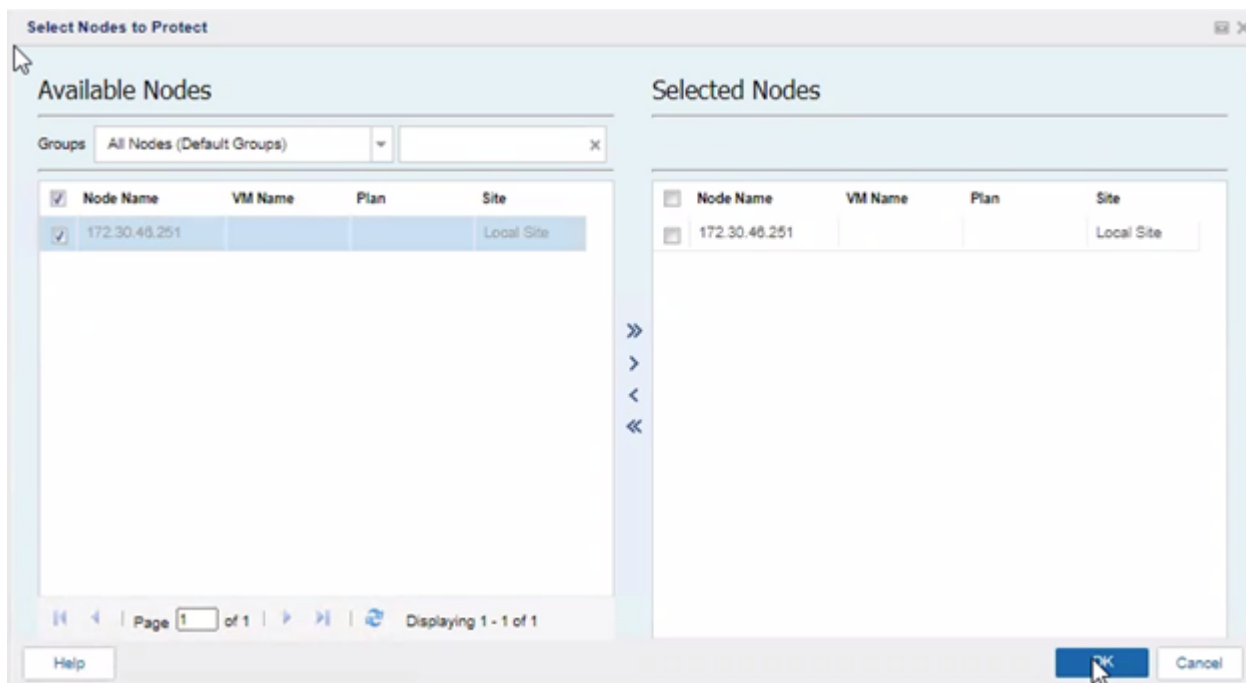 Select Nodes to Protect
Available Nodes
Groups All Nodes (Default Groups)
Node Name VM Name Plan Site
172.30.46.251 Local Site
Page 1 of 1 Displaying 1 - 1 of 1
Selected Nodes
Node Name VM Name Plan Site
172.30.46.251 Local Site
Help OK Cancel